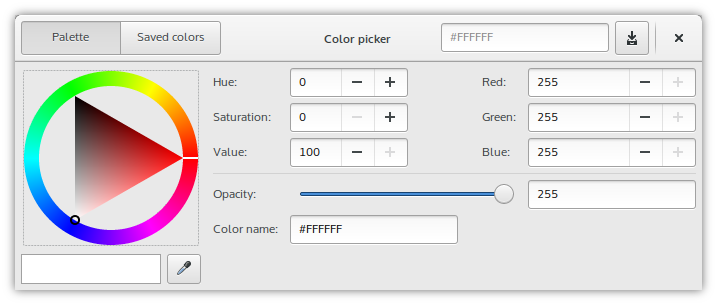 Palette Saved colors Color picker #FFFFFF
Hue: 0 Red: 255
Saturation: 0 Green: 255
Value: 100 Blue: 255
Opacity: 255
Color name: #FFFFFF